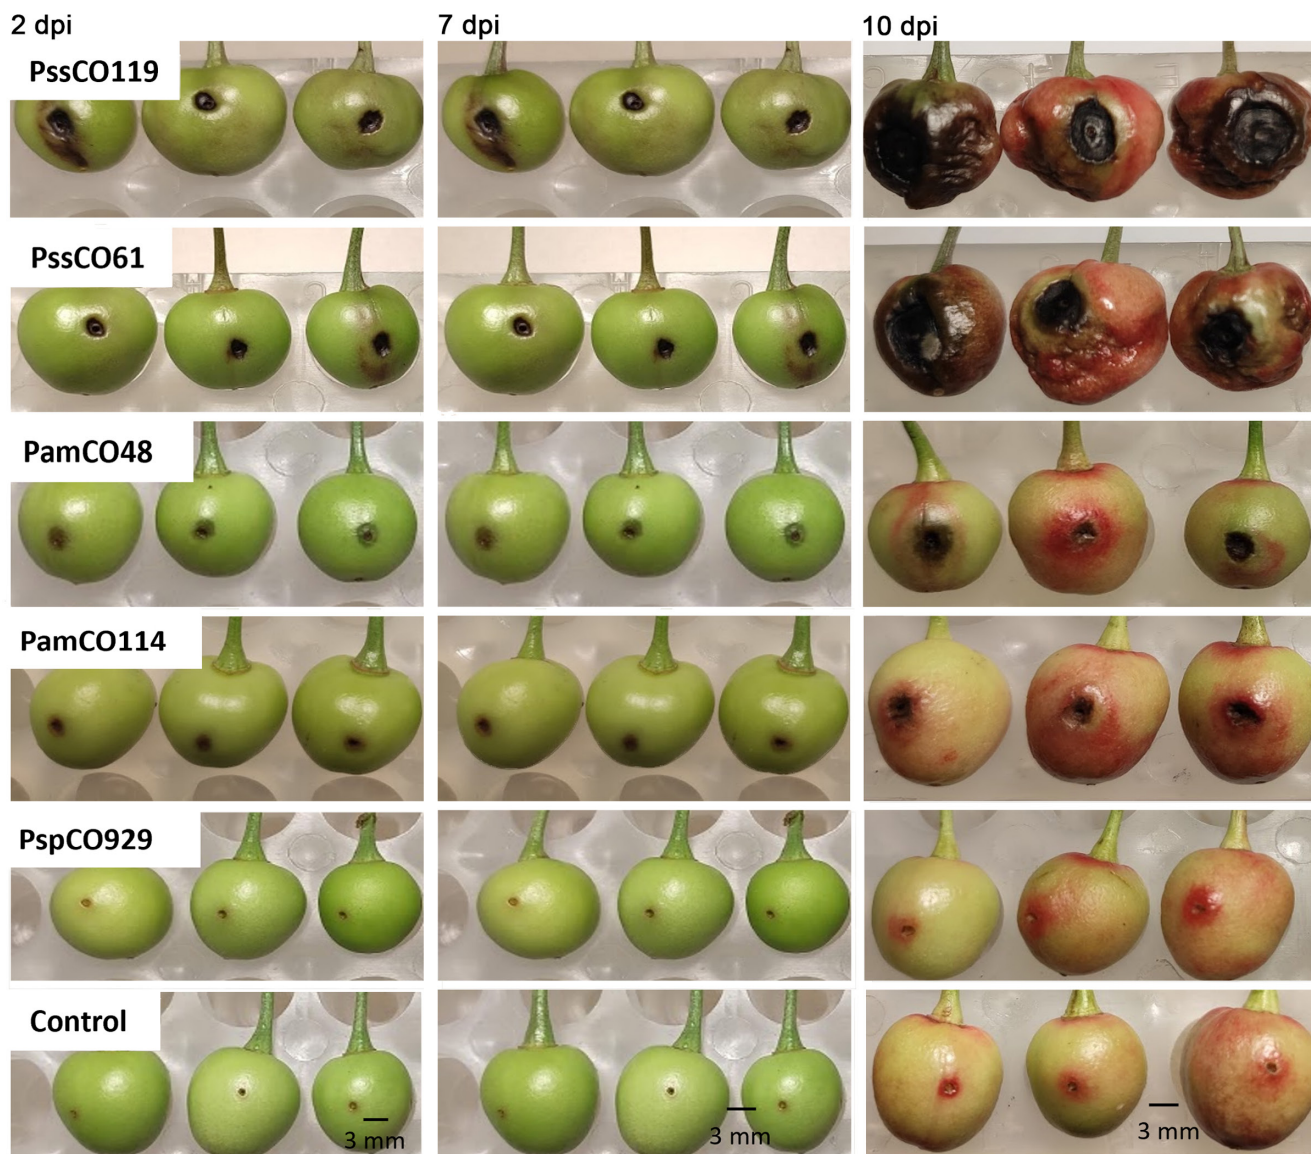 2 dpi
7 dpi
10 dpi
PssCO119
PssCO61
PamCO48
PamCO114
PspCO929
Control
3 mm
3 mm
3 mm